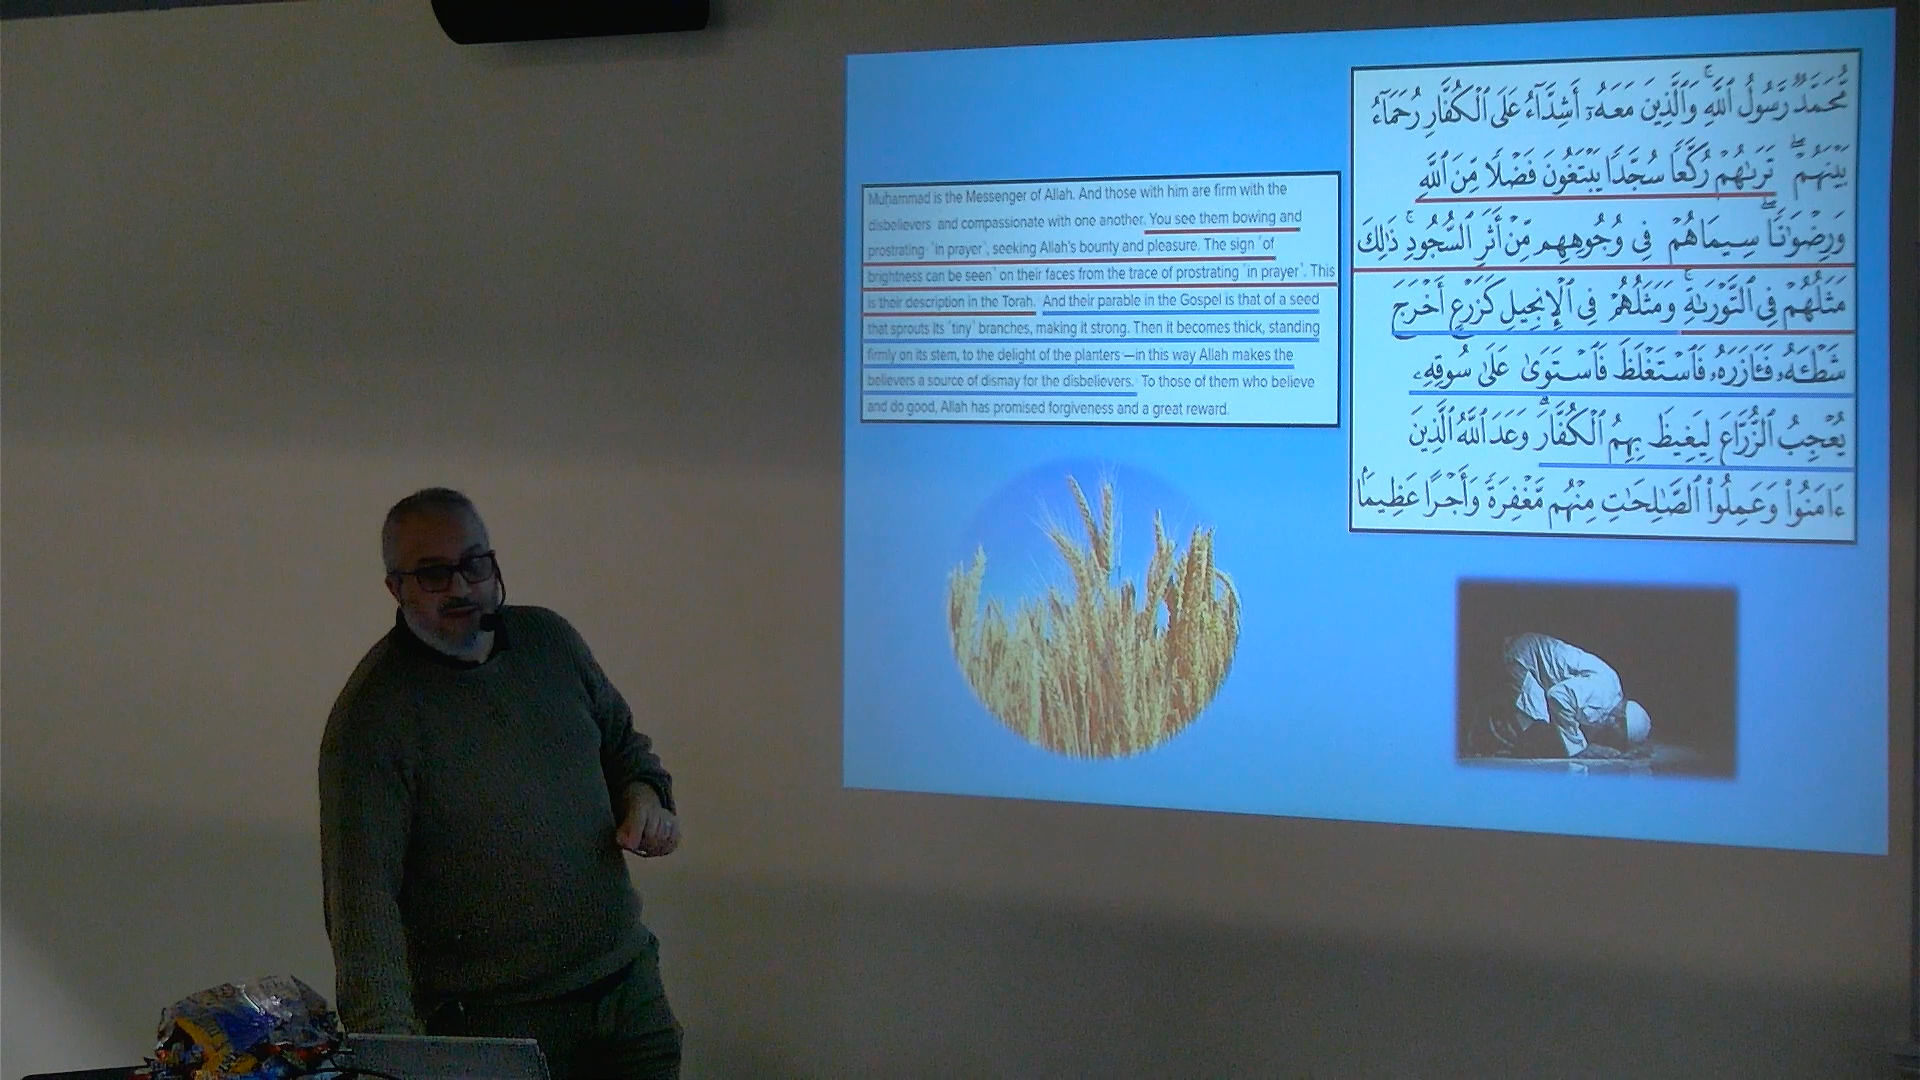 Muḥammad is the Messenger of Allah. And those with him are firm with the
disbelievers and compassionate with one another. You see them bowing and
prostrating ˹in prayer˺, seeking Allah's bounty and pleasure. The sign ˹of
brightness can be seen˺ on their faces from the trace of prostrating ˹in prayer˺. This
is their description in the Torah. And their parable in the Gospel is that of a seed
that sprouts its ˹tiny˺ branches, making it strong. Then it becomes thick, standing
firmly on its stem, to the delight of the planters —in this way Allah makes the
believers a source of dismay for the disbelievers. To those of them who believe
and do good, Allah has promised forgiveness and a great reward.
مُّحَمَّدٌ رَّسُولُ ٱللَّهِۚ وَٱلَّذِينَ مَعَهُۥٓ أَشِدَّآءُ عَلَى ٱلْكُفَّارِ رُحَمَآءُ
بَيْنَهُمْۖ تَرَىٰهُمْ رُكَّعًا سُجَّدًا يَبْتَغُونَ فَضْلًا مِّنَ ٱللَّهِ
وَرِضْوَٰنًاۖ سِيمَاهُمْ فِى وُجُوهِهِم مِّنْ أَثَرِ ٱلسُّجُودِۚ ذَٰلِكَ
مَثَلُهُمْ فِى ٱلتَّوْرَىٰةِۚ وَمَثَلُهُمْ فِى ٱلْإِنجِيلِ كَزَرْعٍ أَخْرَجَ
شَطْـَٔهُۥ فَـَٔازَرَهُۥ فَٱسْتَغْلَظَ فَٱسْتَوَىٰ عَلَىٰ سُوقِهِۦ
يُعْجِبُ ٱلزُّرَّاعَ لِيَغِيظَ بِهِمُ ٱلْكُفَّارَۗ وَعَدَ ٱللَّهُ ٱلَّذِينَ
ءَامَنُوا۟ وَعَمِلُوا۟ ٱلصَّٰلِحَٰتِ مِنْهُم مَّغْفِرَةً وَأَجْرًا عَظِيمًۢا